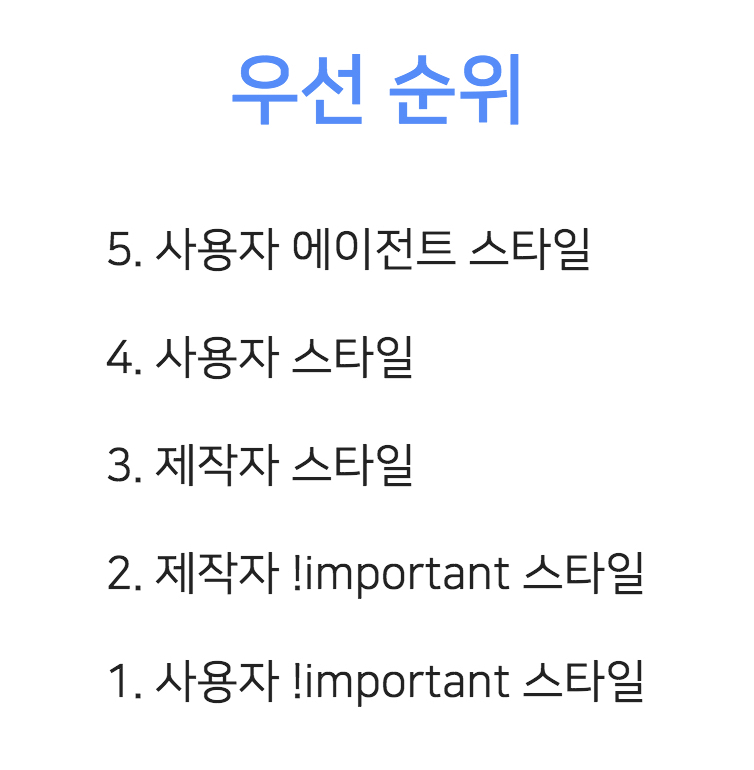 우선 순위
5. 사용자 에이전트 스타일
4. 사용자 스타일
3. 제작자 스타일
2. 제작자 !important 스타일
1. 사용자 !important 스타일